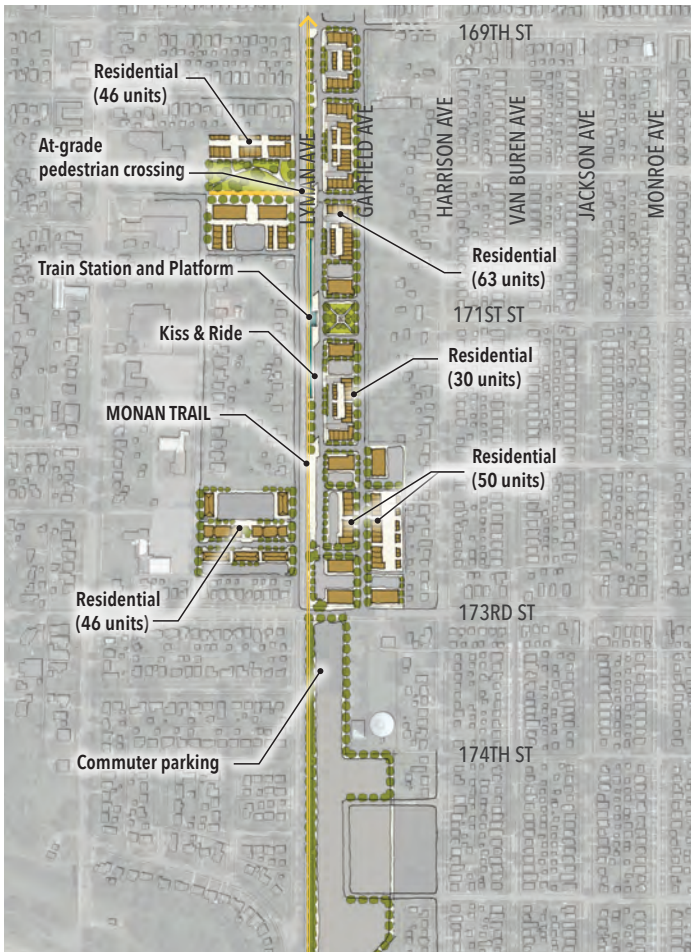 169TH ST
Residential
(46 units)
At-grade
pedestrian crossing
LYMAN AVE
GARFIELD AVE
HARRISON AVE
VAN BUREN AVE
JACKSON AVE
MONROE AVE
Residential
(63 units)
Train Station and Platform
171ST ST
Kiss & Ride
Residential
(30 units)
MONAN TRAIL
Residential
(50 units)
Residential
(46 units)
173RD ST
Commuter parking
174TH ST